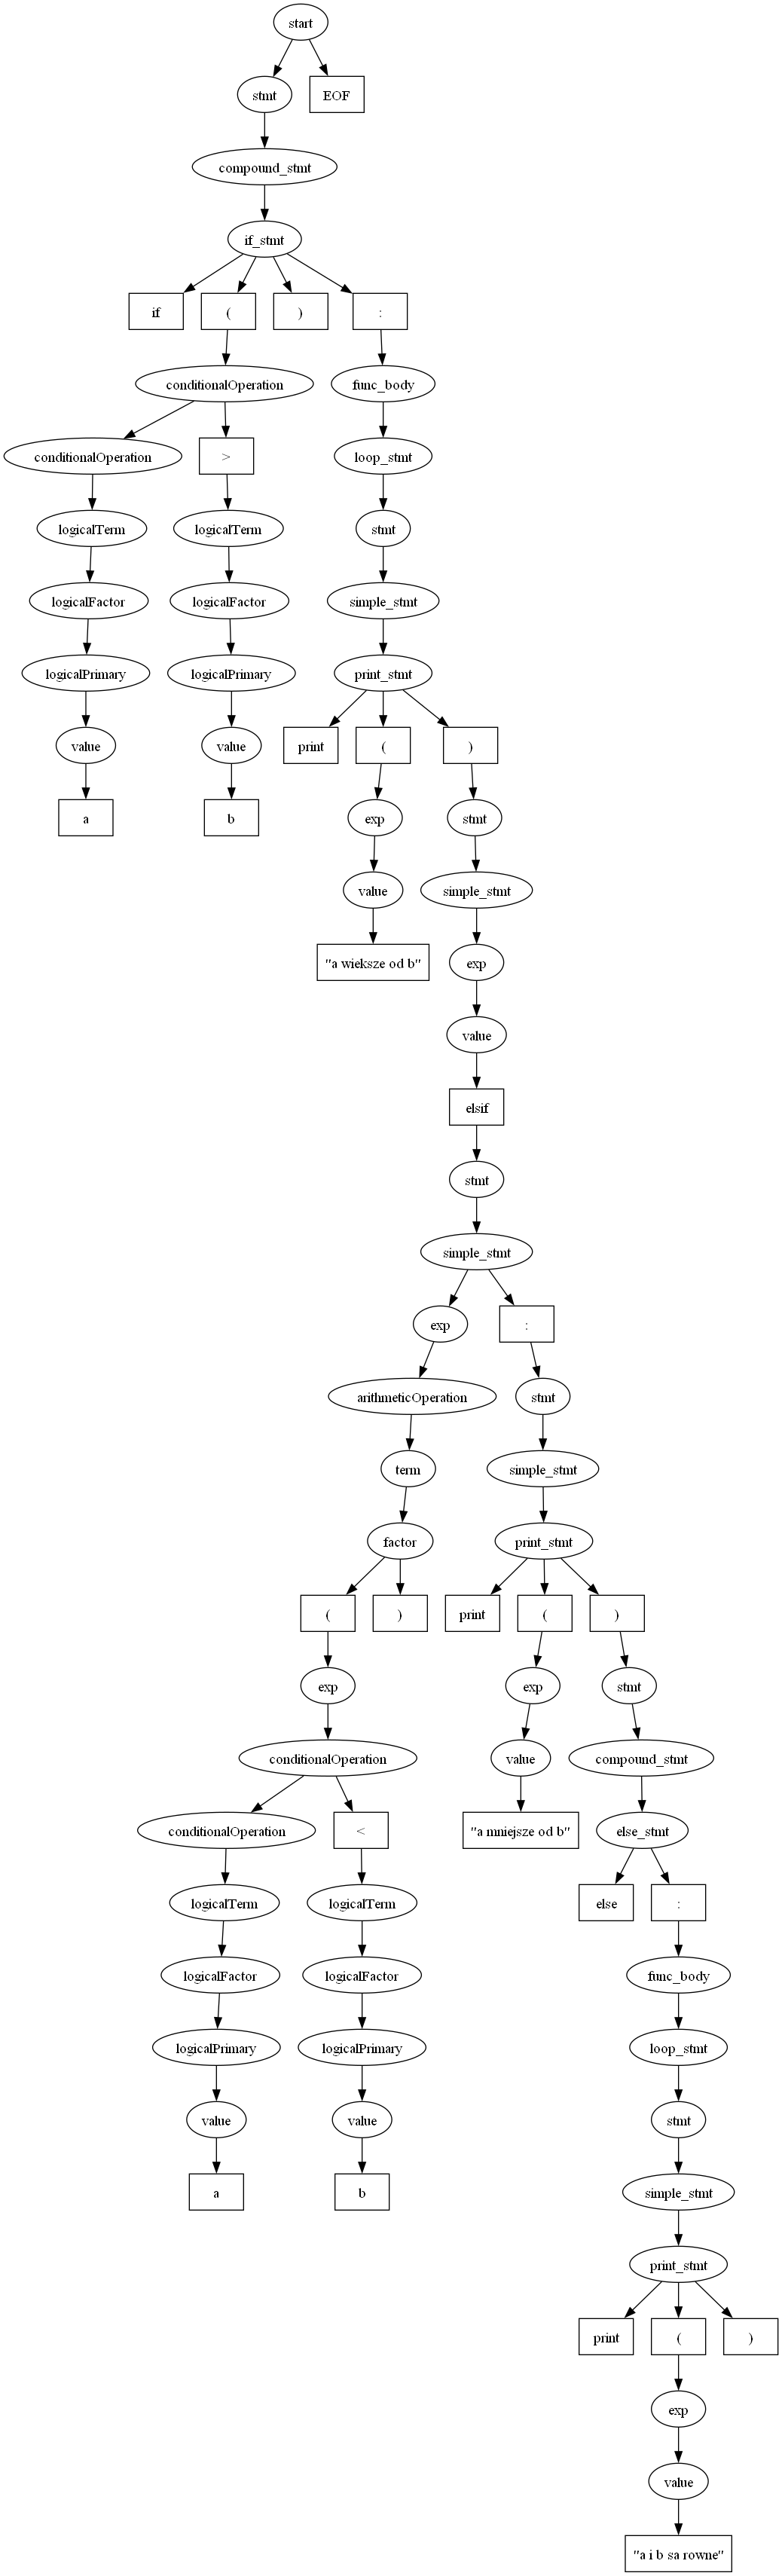 start
stmt EOF
compound_stmt
if_stmt
if ( ) :
conditionalOperation func_body
conditionalOperation > loop_stmt
logicalTerm logicalTerm stmt
logicalFactor logicalFactor simple_stmt
logicalPrimary logicalPrimary print_stmt
value value print ( )
a b exp stmt
value simple_stmt
"a wieksze od b" exp
value
elsif
stmt
simple_stmt
exp :
arithmeticOperation stmt
term simple_stmt
factor print_stmt
( ) print ( )
exp exp stmt
conditionalOperation value compound_stmt
conditionalOperation < "a mniejsze od b" else_stmt
logicalTerm logicalTerm else :
logicalFactor logicalFactor func_body
logicalPrimary logicalPrimary loop_stmt
value value stmt
a b simple_stmt
print_stmt
print ( )
exp
value
"a i b sa rowne"